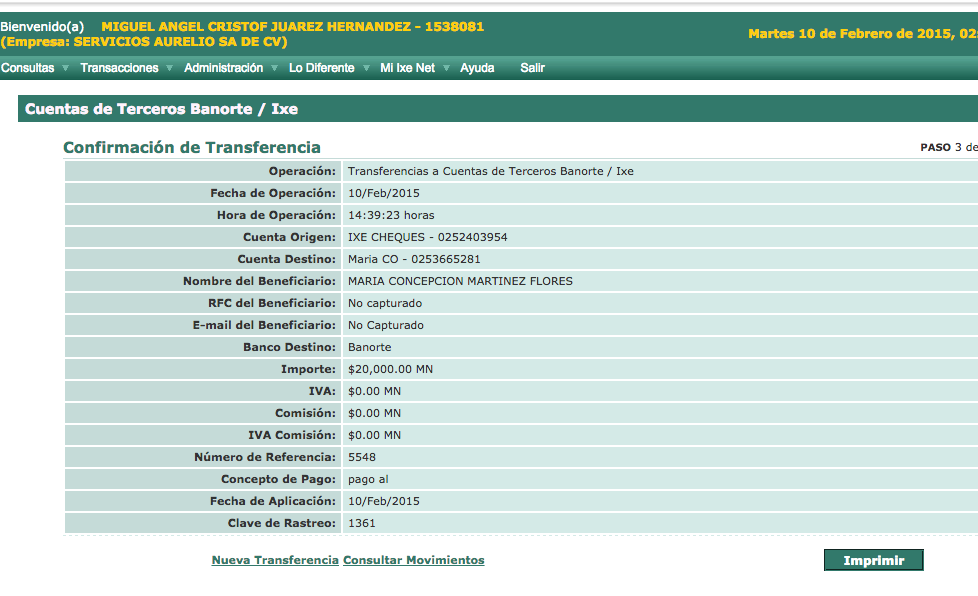 Bienvenido(a) MIGUEL ANGEL CRISTOF JUAREZ HERNANDEZ - 1538081
(Empresa: SERVICIOS AURELIO SA DE CV)
Martes 10 de Febrero de 2015, 02:
Consultas Transacciones Administración Lo Diferente Mi Ixe Net Ayuda Salir
Cuentas de Terceros Banorte / Ixe
Confirmación de Transferencia PASO 3 de
Operación: Transferencias a Cuentas de Terceros Banorte / Ixe
Fecha de Operación: 10/Feb/2015
Hora de Operación: 14:39:23 horas
Cuenta Origen: IXE CHEQUES - 0252403954
Cuenta Destino: Maria CO - 0253665281
Nombre del Beneficiario: MARIA CONCEPCION MARTINEZ FLORES
RFC del Beneficiario: No capturado
E-mail del Beneficiario: No Capturado
Banco Destino: Banorte
Importe: $20,000.00 MN
IVA: $0.00 MN
Comisión: $0.00 MN
IVA Comisión: $0.00 MN
Número de Referencia: 5548
Concepto de Pago: pago al
Fecha de Aplicación: 10/Feb/2015
Clave de Rastreo: 1361
Nueva Transferencia Consultar Movimientos Imprimir